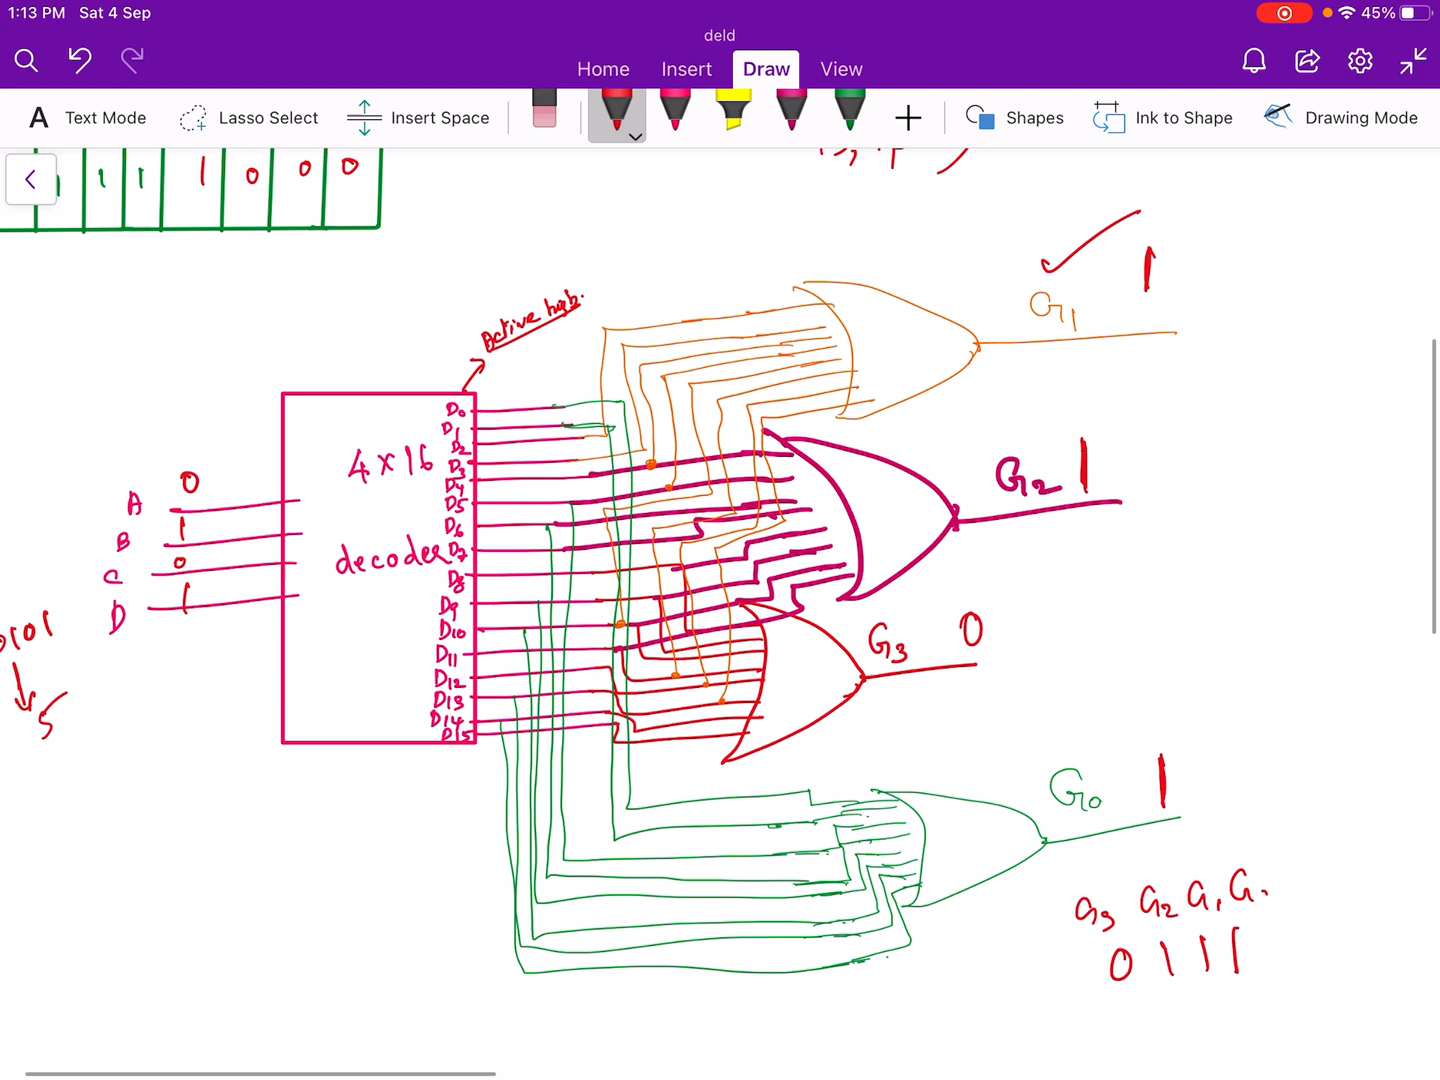 1:13 PM Sat 4 Sep
45%
deld
Home Insert Draw View
A Text Mode Lasso Select Insert Space Shapes Ink to Shape Drawing Mode
1 1 1 0 0 0
1
G1
Active high.
D0
D1
D2
D3
D4
D5
D6
D7
D8
D9
D10
D11
D12
D13
D14
D15
4x16
decoder
A 0
B 1
C 0
D 1
0101
5
G2 1
G3 0
G0 1
G3 G2 G1 G0
0 1 1 1